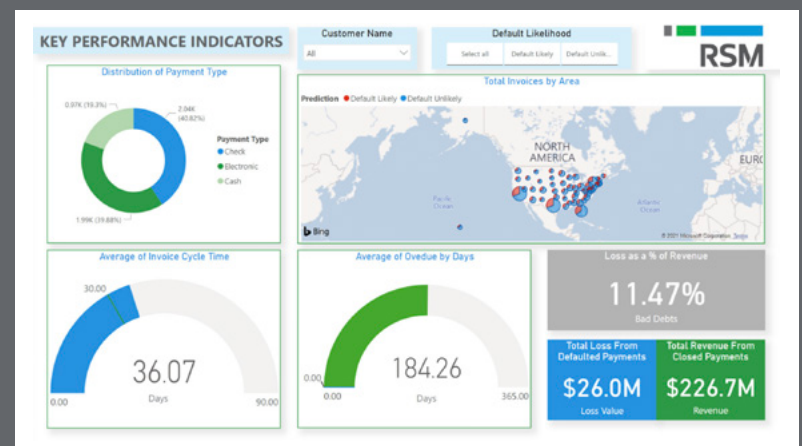 KEY PERFORMANCE INDICATORS
Customer Name
All
Default Likelihood
Select all
Default Likely
Default Unlik...
RSM
Distribution of Payment Type
0.97K (19.3%)
2.04K
(40.82%)
1.99K (39.88%)
Payment Type
Check
Electronic
Cash
Total Invoices by Area
Prediction Default Likely Default Unlikely
NORTH
AMERICA
EURO
Pacific
Ocean
Atlantic
Ocean
Bing
© 2021 Microsoft Corporation Terms
Average of Invoice Cycle Time
30.00
36.07
Days
0.00
90.00
Average of Ovedue by Days
0.00
184.26
Days
0.00
365.00
Loss as a % of Revenue
11.47%
Bad Debts
Total Loss From
Defaulted Payments
$26.0M
Loss Value
Total Revenue From
Closed Payments
$226.7M
Revenue